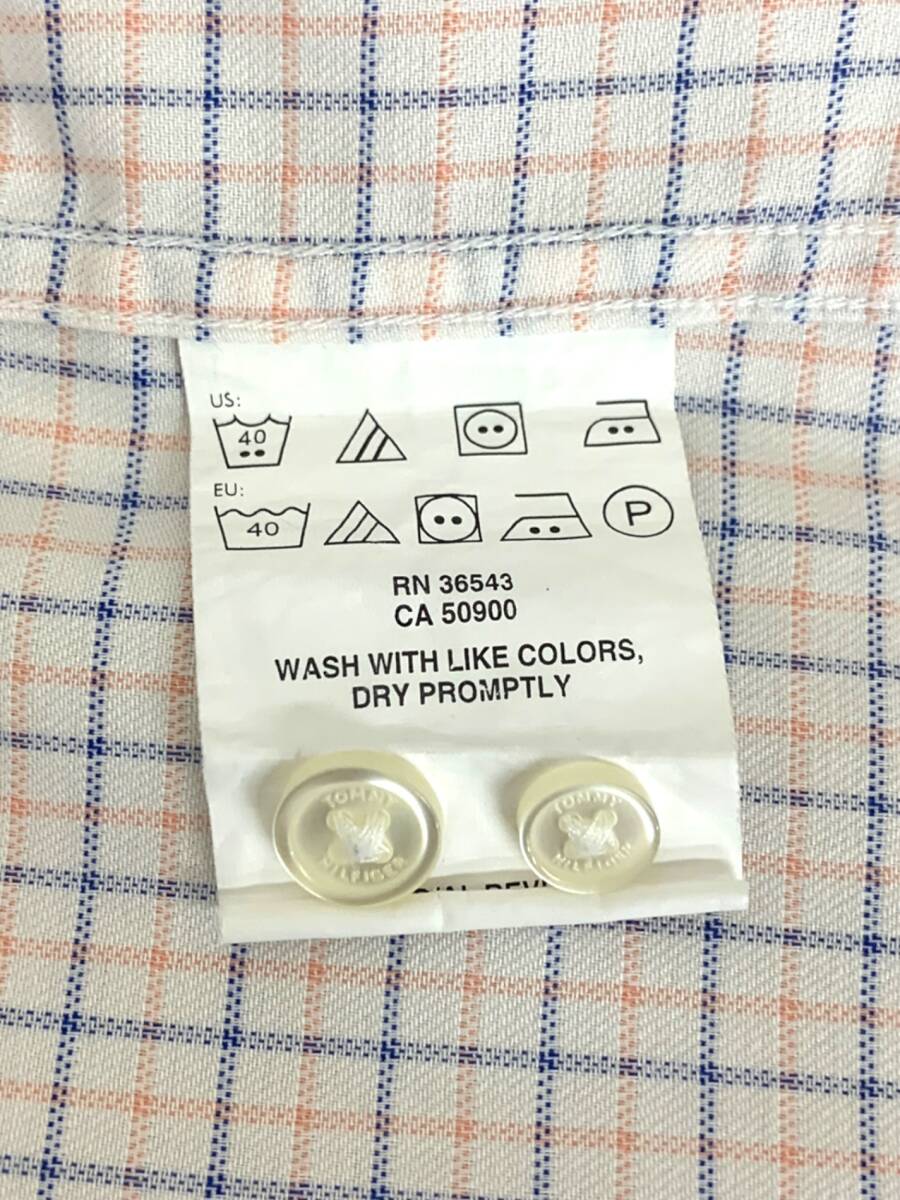 US:
40
EU:
40
P
RN 36543
CA 50900
WASH WITH LIKE COLORS,
DRY PROMPTLY
TOMMY
HILFIGER
TOMMY
HILFIGER